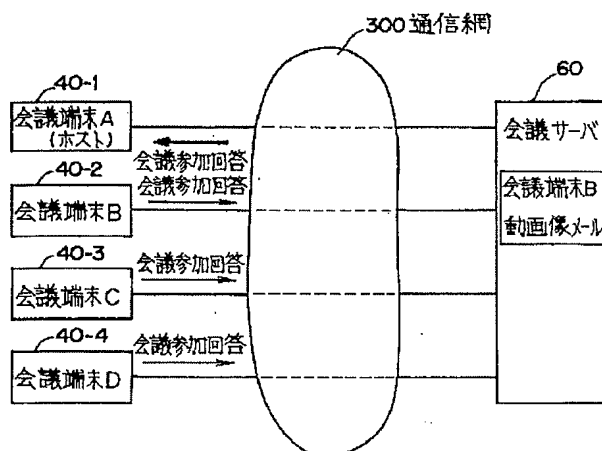 300通信網
40-1
会議端末A
(ホスト)
会議参加回答
40-2
会議参加回答
会議端末B
40-3
会議参加回答
会議端末C
40-4
会議参加回答
会議端末D
60
会議サーバ
会議端末B
動画像メール